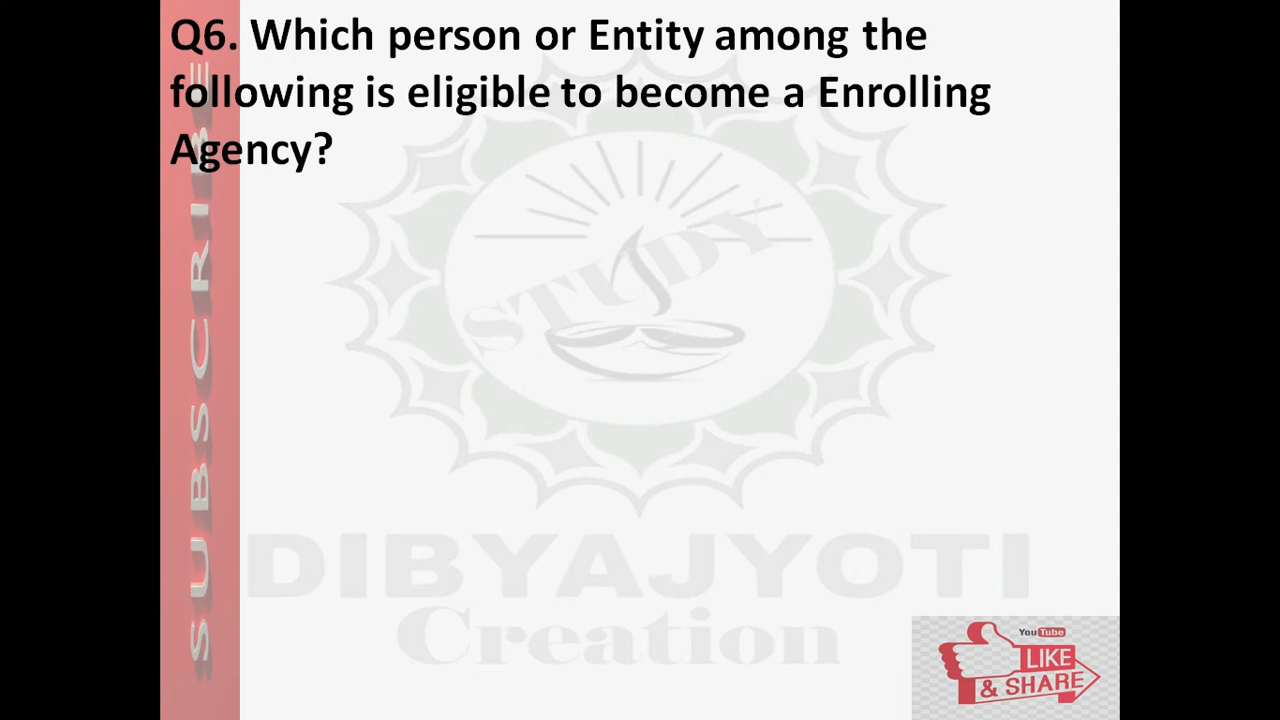 Q6. Which person or Entity among the
following is eligible to become a Enrolling
Agency?
SUBSCRIBE
STUDY
DIBYAJYOTI
Creation
YouTube
LIKE
& SHARE